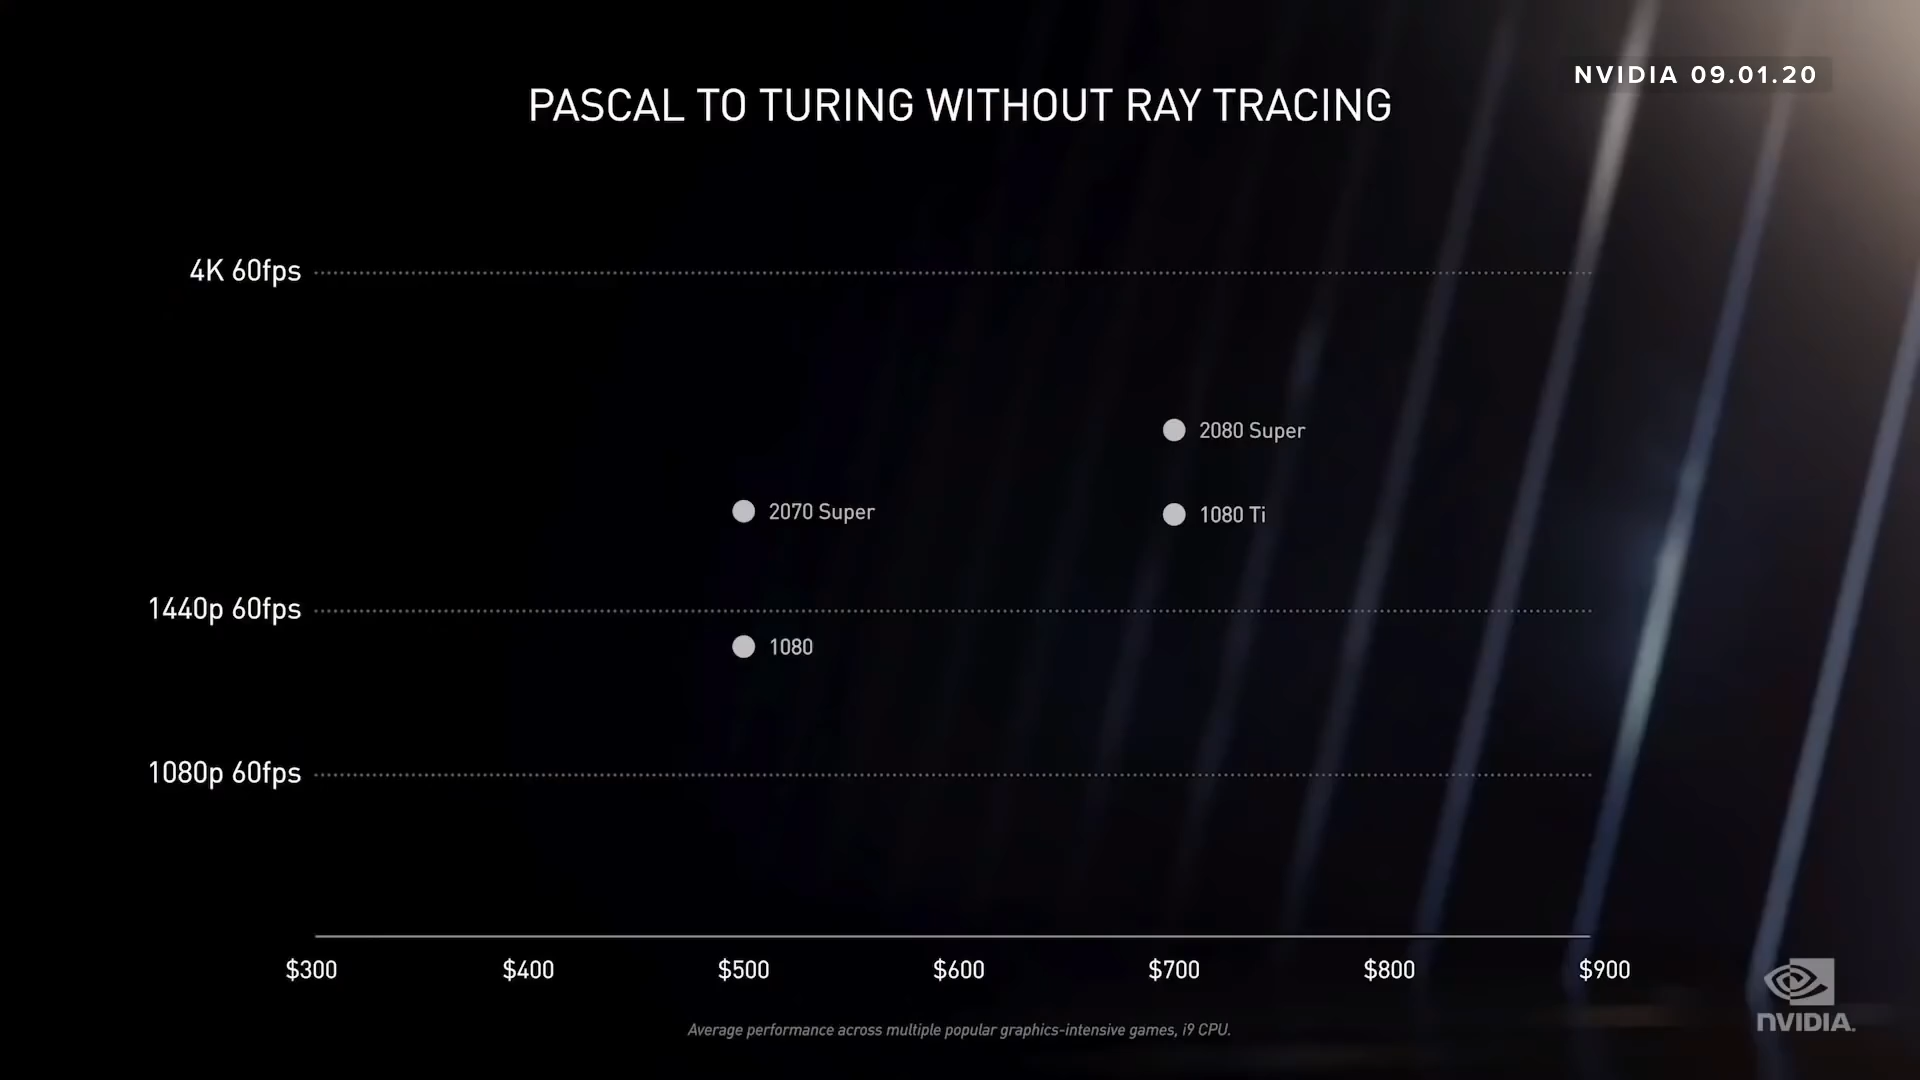 NVIDIA 09.01.20
PASCAL TO TURING WITHOUT RAY TRACING
4K 60fps
2080 Super
2070 Super
1080 Ti
1440p 60fps
1080
1080p 60fps
$300 $400 $500 $600 $700 $800 $900
Average performance across multiple popular graphics-intensive games, i9 CPU.
NVIDIA.